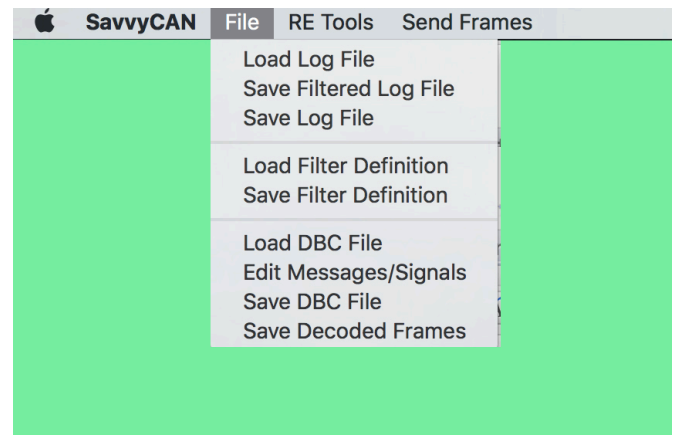 SavvyCAN File RE Tools Send Frames
Load Log File
Save Filtered Log File
Save Log File
Load Filter Definition
Save Filter Definition
Load DBC File
Edit Messages/Signals
Save DBC File
Save Decoded Frames